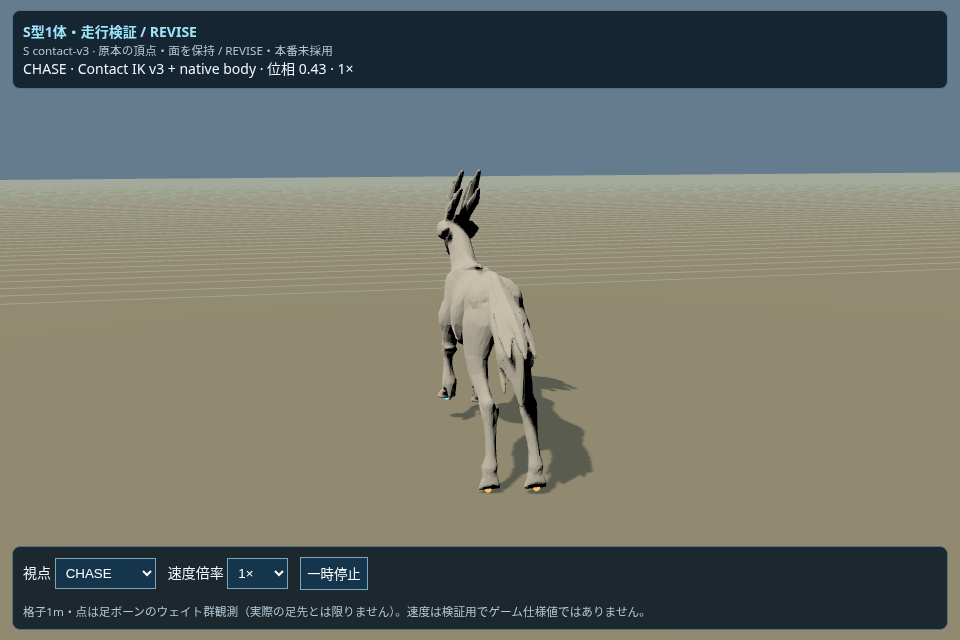 S型1体・走行検証 / REVISE
S contact-v3 · 原本の頂点・面を保持 / REVISE・本番未採用
CHASE · Contact IK v3 + native body · 位相 0.43 · 1×
視点 CHASE 速度倍率 1× 一時停止
格子1m・点は足ボーンのウェイト群観測（実際の足先とは限りません）。速度は検証用でゲーム仕様値ではありません。